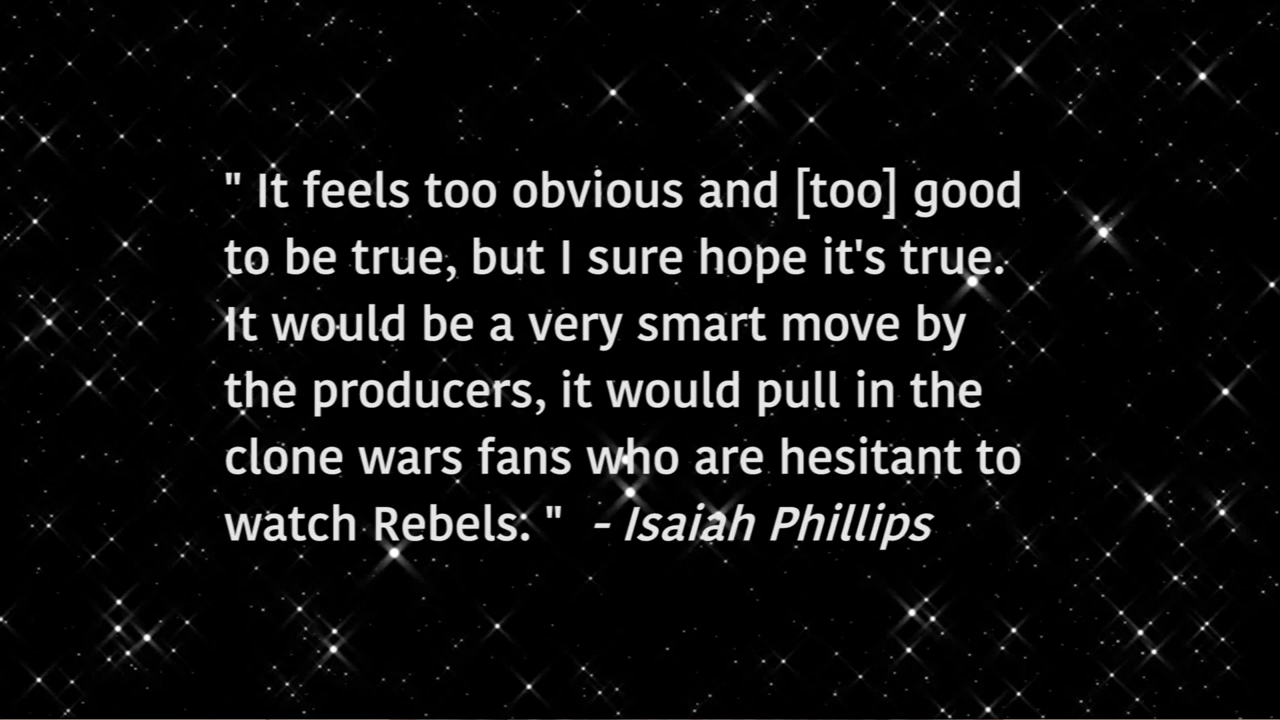 " It feels too obvious and [too] good
to be true, but I sure hope it's true.
It would be a very smart move by
the producers, it would pull in the
clone wars fans who are hesitant to
watch Rebels. " - Isaiah Phillips